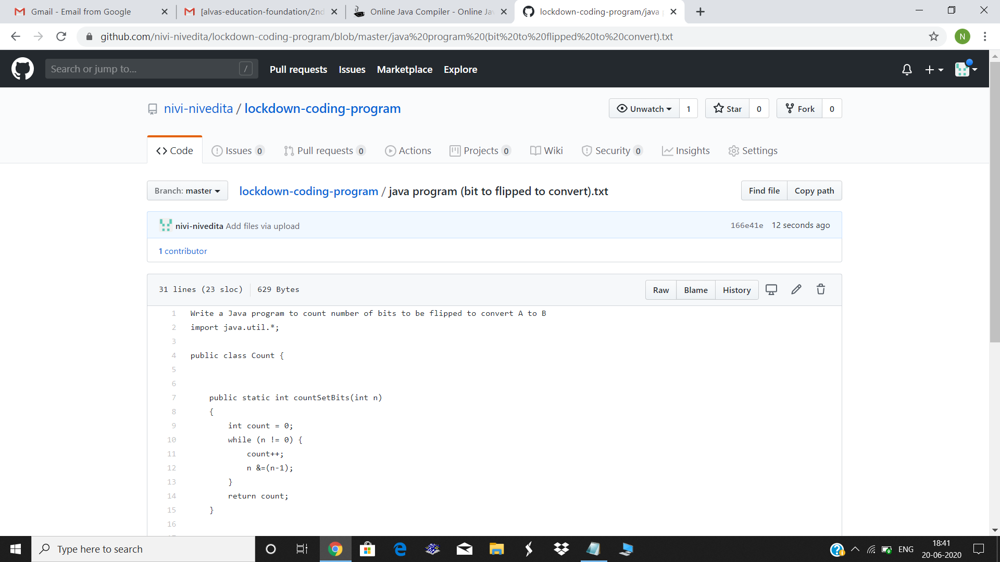 Gmail - Email from Google
[alvas-education-foundation/2nd
Online Java Compiler - Online Jav
lockdown-coding-program/java p
github.com/nivi-nivedita/lockdown-coding-program/blob/master/java%20program%20(bit%20to%20flipped%20to%20convert).txt
N
Search or jump to...
/
Pull requests
Issues
Marketplace
Explore
nivi-nivedita / lockdown-coding-program
Unwatch 1
Star 0
Fork 0
Code
Issues 0
Pull requests 0
Actions
Projects 0
Wiki
Security 0
Insights
Settings
Branch: master
lockdown-coding-program / java program (bit to flipped to convert).txt
Find file
Copy path
nivi-nivedita Add files via upload
166e41e 12 seconds ago
1 contributor
31 lines (23 sloc) 629 Bytes
Raw
Blame
History
1 Write a Java program to count number of bits to be flipped to convert A to B
2 import java.util.*;
3
4 public class Count {
5
6
7 public static int countSetBits(int n)
8 {
9 int count = 0;
10 while (n != 0) {
11 count++;
12 n &=(n-1);
13 }
14 return count;
15 }
16
Type here to search
ENG
18:41
20-06-2020